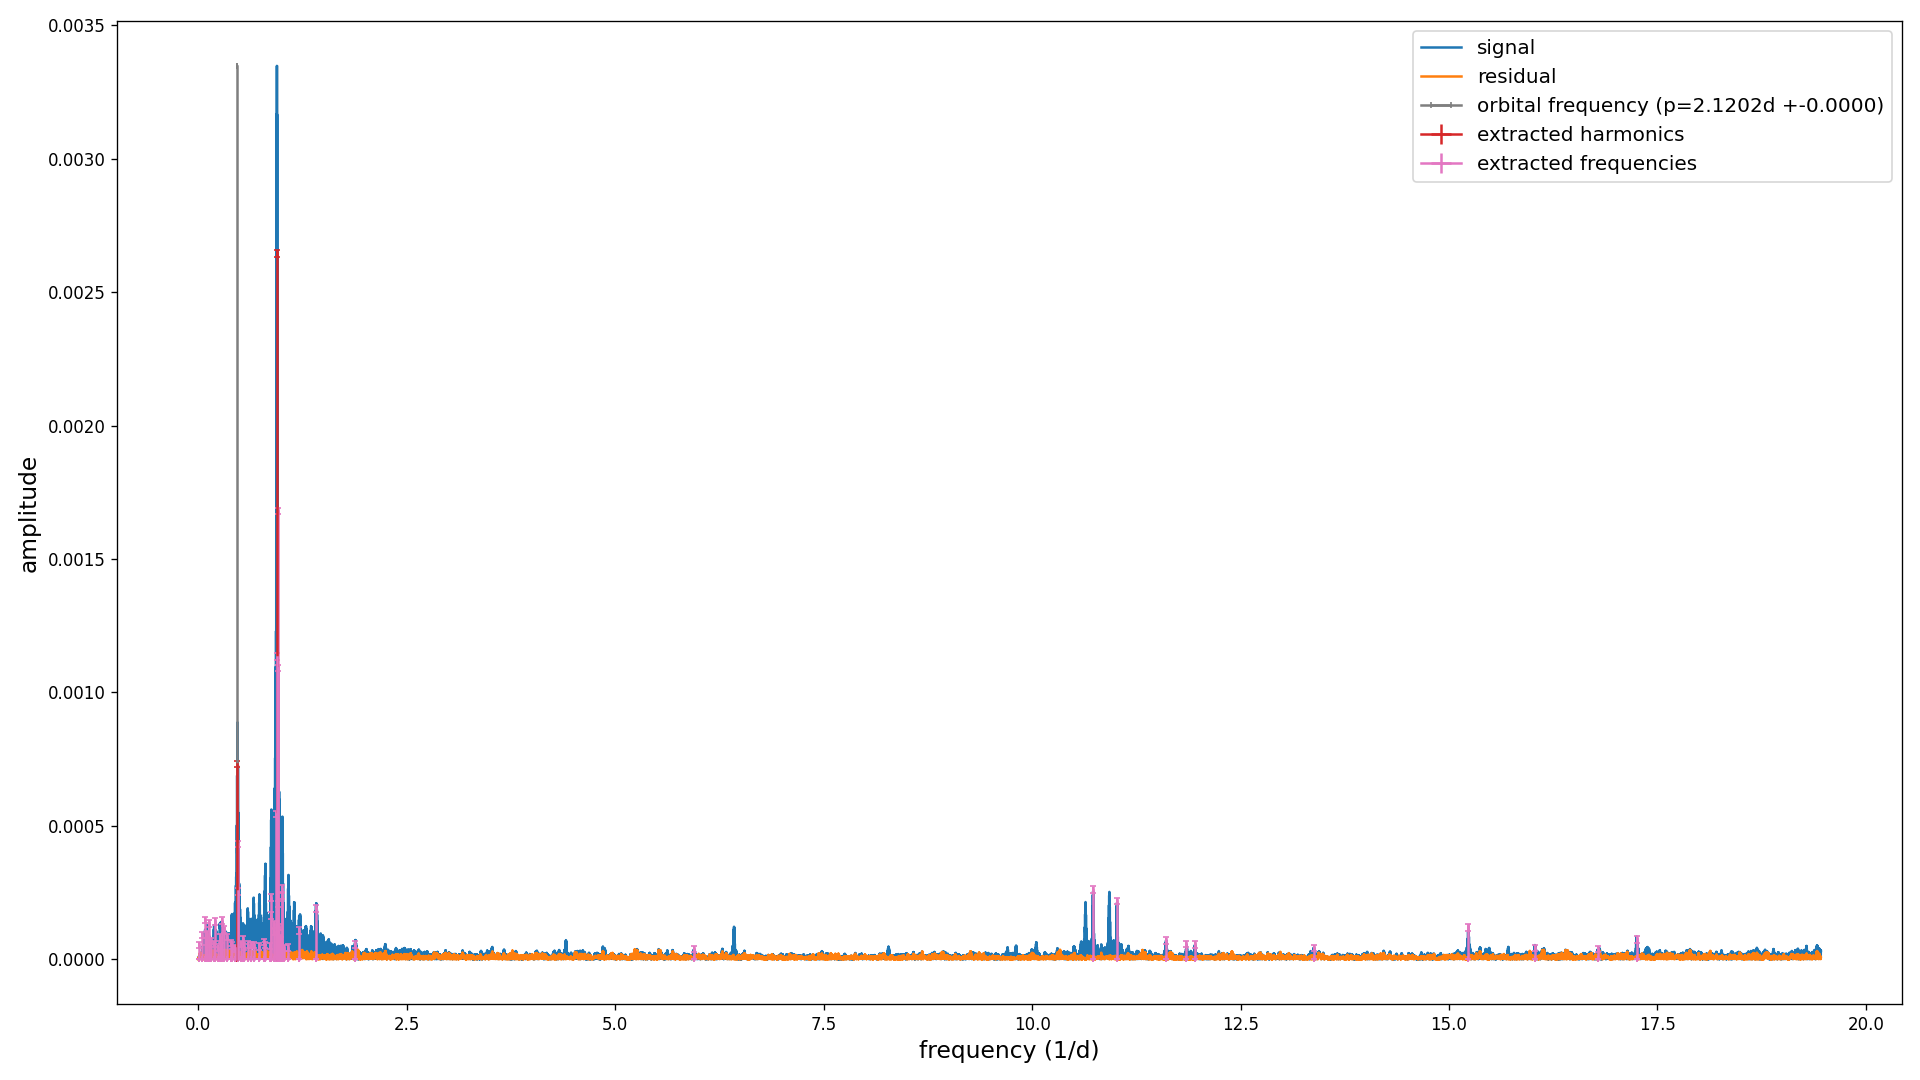 0.0035
0.0030
0.0025
0.0020
0.0015
0.0010
0.0005
0.0000
amplitude
signal
residual
orbital frequency (p=2.1202d +-0.0000)
extracted harmonics
extracted frequencies
0.0 2.5 5.0 7.5 10.0 12.5 15.0 17.5 20.0
frequency (1/d)